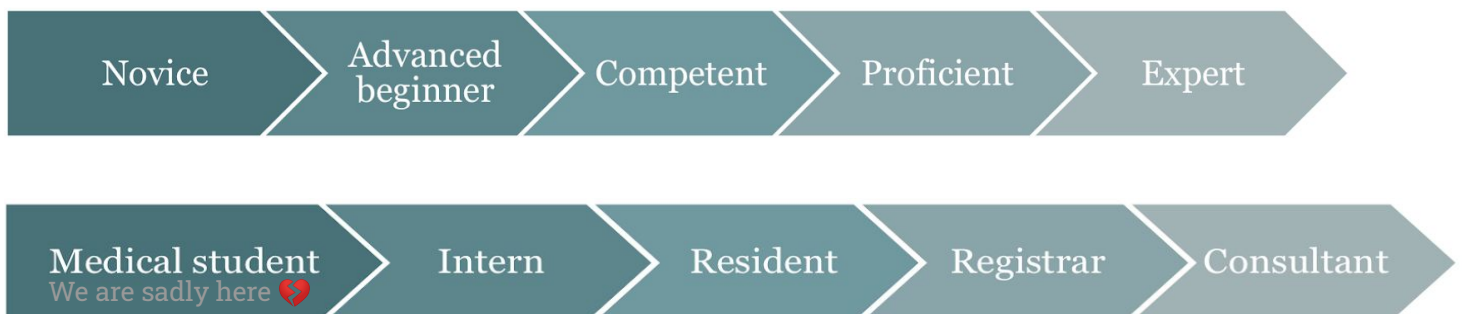 Novice
Advanced
beginner
Competent
Proficient
Expert
Medical student
We are sadly here 💔
Intern
Resident
Registrar
Consultant